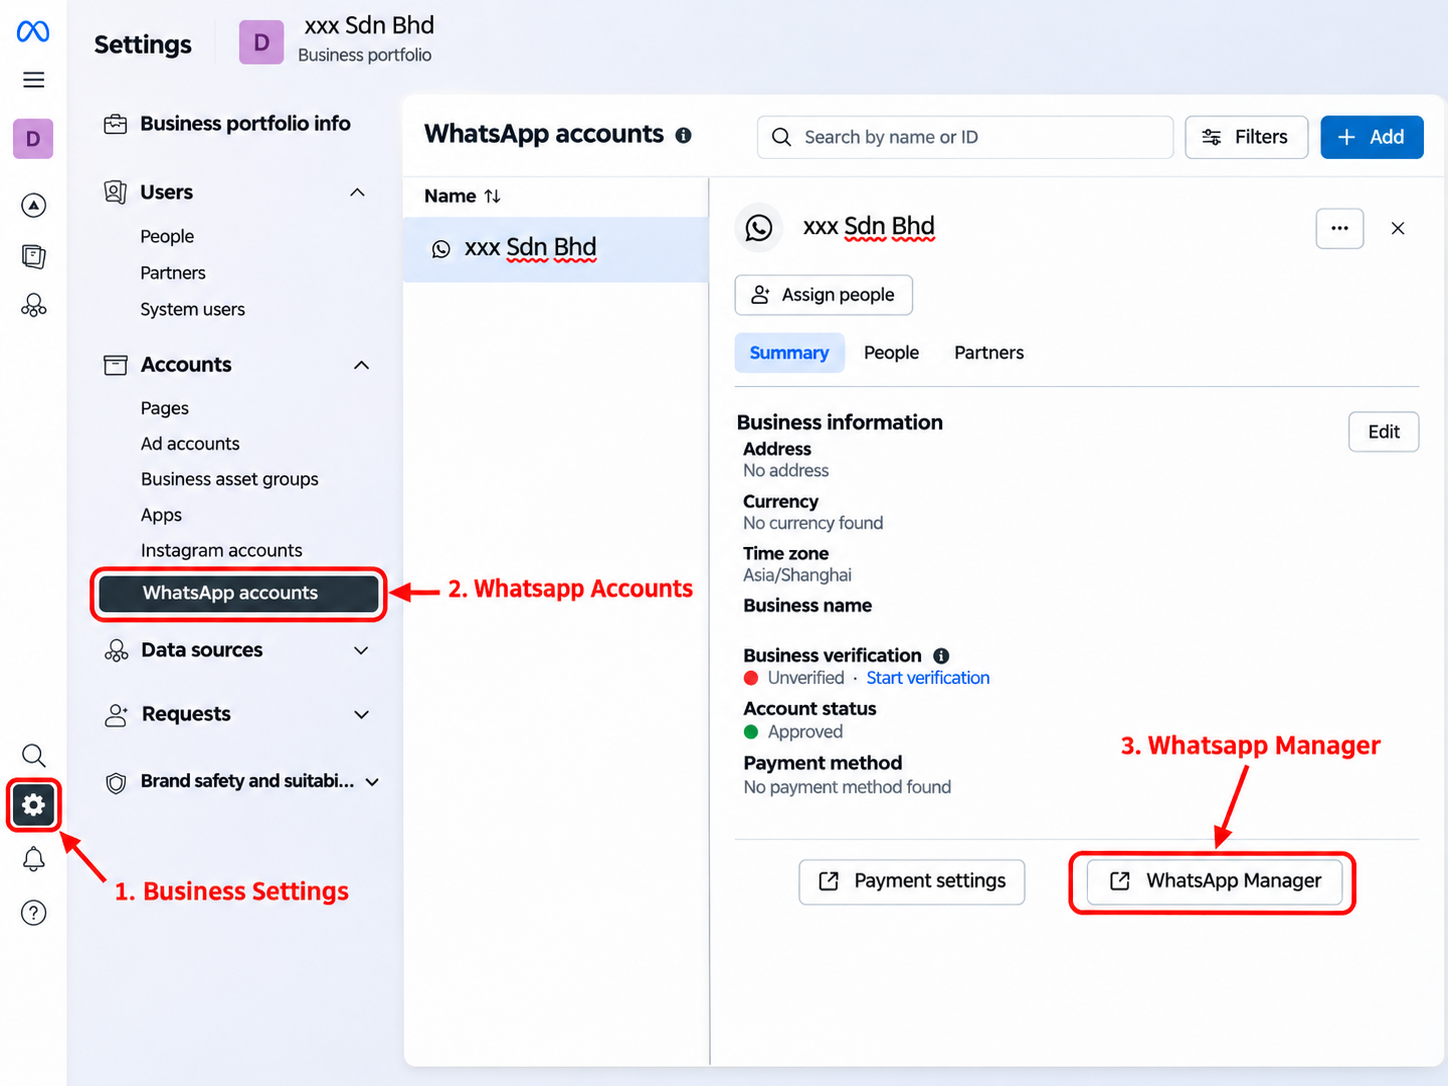 xxx Sdn Bhd
Settings
D
Business portfolio
D
Business portfolio info
Users
People
Partners
System users
Accounts
Pages
Ad accounts
Business asset groups
Apps
Instagram accounts
WhatsApp accounts
2. Whatsapp Accounts
Data sources
Requests
Brand safety and suitabi...
1. Business Settings
WhatsApp accounts
Search by name or ID
Filters
+ Add
Name
xxx Sdn Bhd
xxx Sdn Bhd
Assign people
Summary People Partners
Business information
Edit
Address
No address
Currency
No currency found
Time zone
Asia/Shanghai
Business name
Business verification
Unverified · Start verification
Account status
Approved
Payment method
No payment method found
3. Whatsapp Manager
Payment settings
WhatsApp Manager